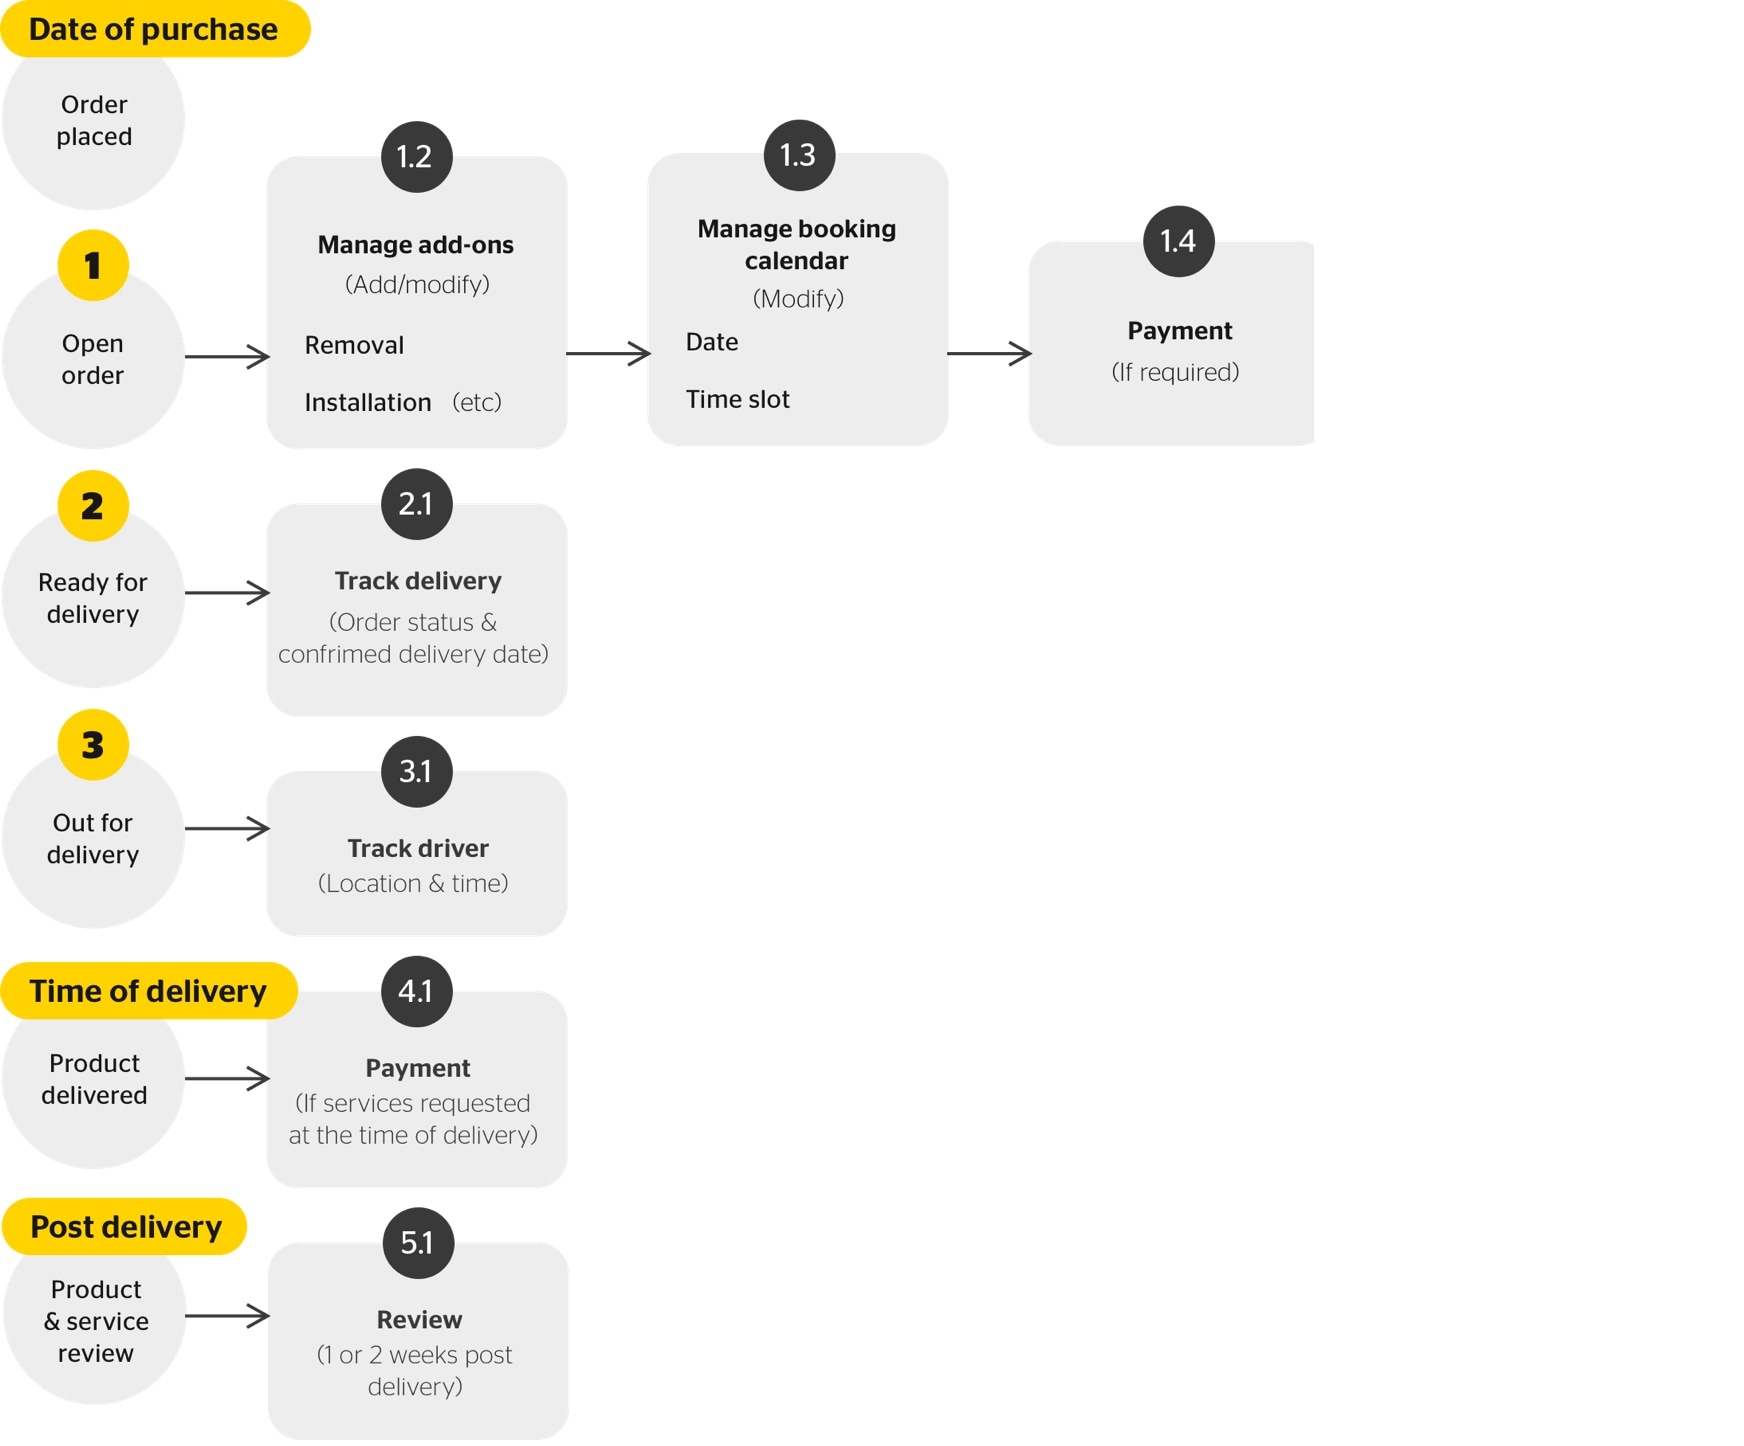 Date of purchase
Order
placed
1
Open
order
1.2
Manage add-ons
(Add/modify)
Removal
Installation (etc)
1.3
Manage booking
calendar
(Modify)
Date
Time slot
1.4
Payment
(If required)
2
Ready for
delivery
2.1
Track delivery
(Order status &
confrimed delivery date)
3
Out for
delivery
3.1
Track driver
(Location & time)
Time of delivery
Product
delivered
4.1
Payment
(If services requested
at the time of delivery)
Post delivery
Product
& service
review
5.1
Review
(1 or 2 weeks post
delivery)